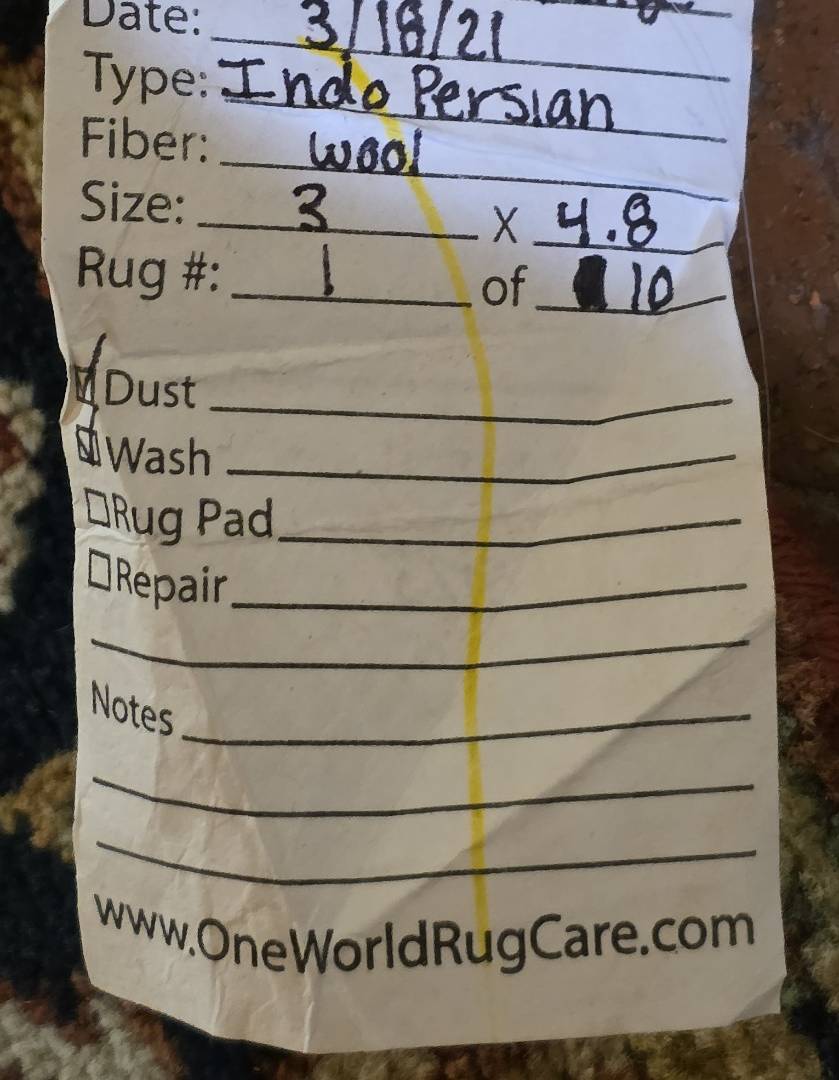 Date: 3/18/21
Type: Indo Persian
Fiber: wool
Size: 3 X 4.8
Rug #: 1 of 10
Dust
Wash
Rug Pad
Repair
Notes
www.OneWorldRugCare.com